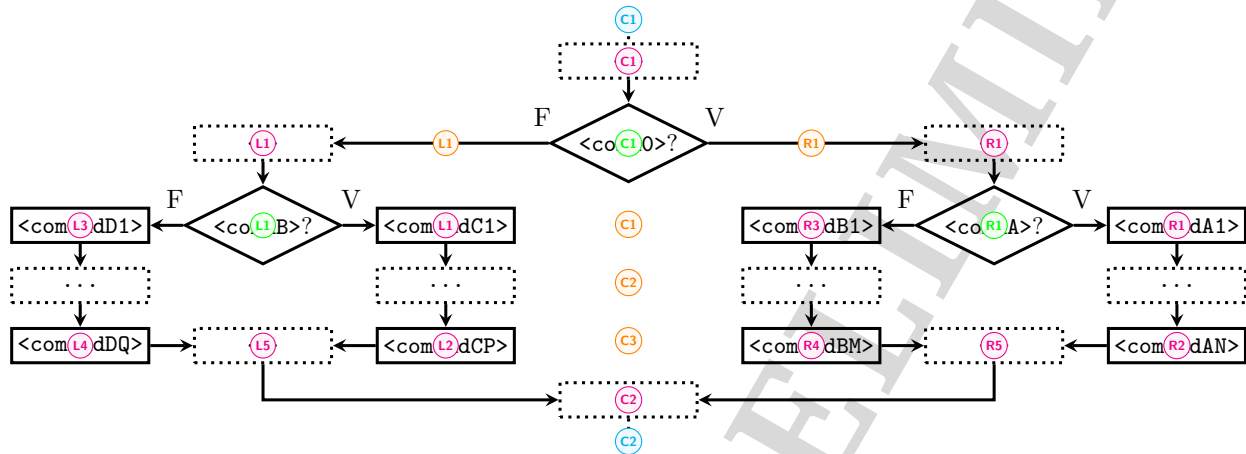 C1
C1
F V
L1 L1 <co C1 O>? R1 R1
F V F V
<com L3 dD1> <co L1 B>? <com L1 dC1> C1 <com R3 dB1> <co R1 A>? <com R1 dA1>
... ... C2 ... ...
<com L4 dDQ> L5 <com L2 dCP> C3 <com R4 dBM> R5 <com R2 dAN>
C2
C2
ELIMI